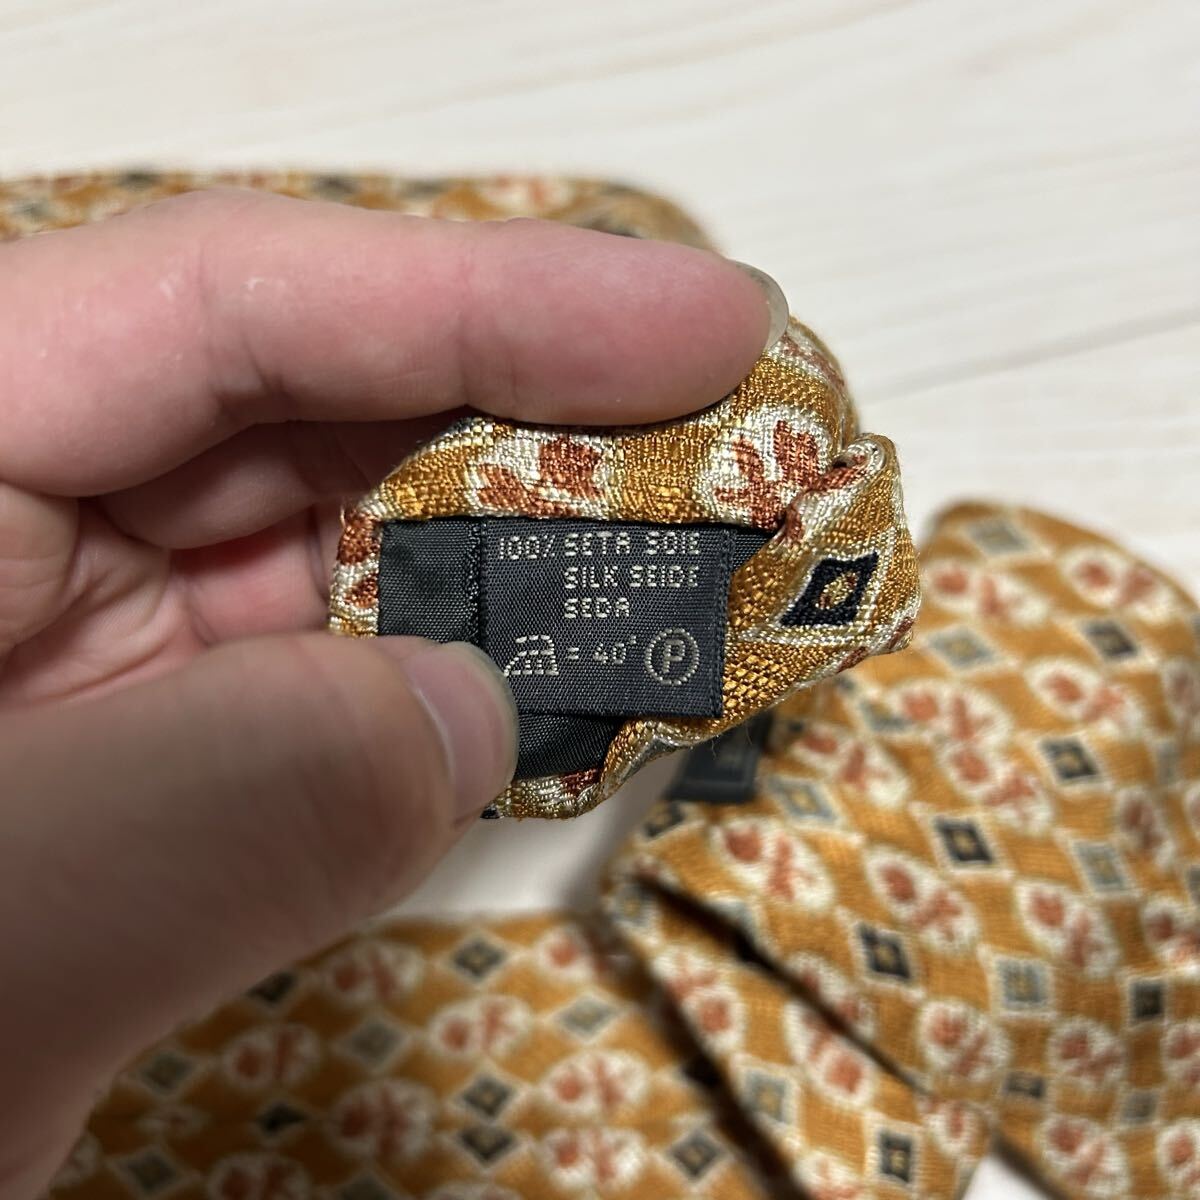 100% SETA SOIE
SILK SEIDE
SEDA
= 40° P